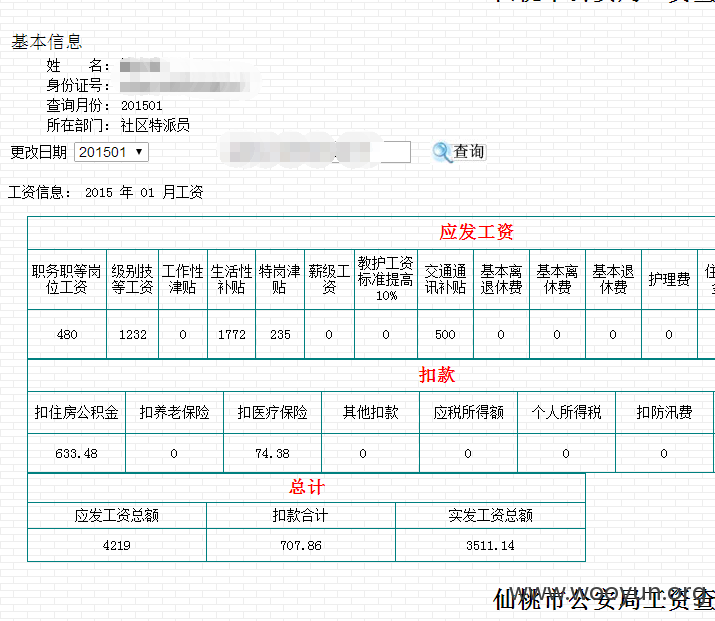 基本信息
姓 名：
身份证号：
查询月份： 201501
所在部门： 社区特派员
更改日期 201501 查询
工资信息： 2015 年 01 月工资
应发工资
职务职等岗位工资 级别技等工资 工作性津贴 生活性补贴 特岗津贴 薪级工资 教护工资标准提高10% 交通通讯补贴 基本离退休费 基本离休费 基本退休费 护理费
480 1232 0 1772 235 0 0 500 0 0 0 0
扣款
扣住房公积金 扣养老保险 扣医疗保险 其他扣款 应税所得额 个人所得税 扣防汛费
633.48 0 74.38 0 0 0 0
总计
应发工资总额 扣款合计 实发工资总额
4219 707.86 3511.14
www.wooyun.org
仙桃市公安局工资查